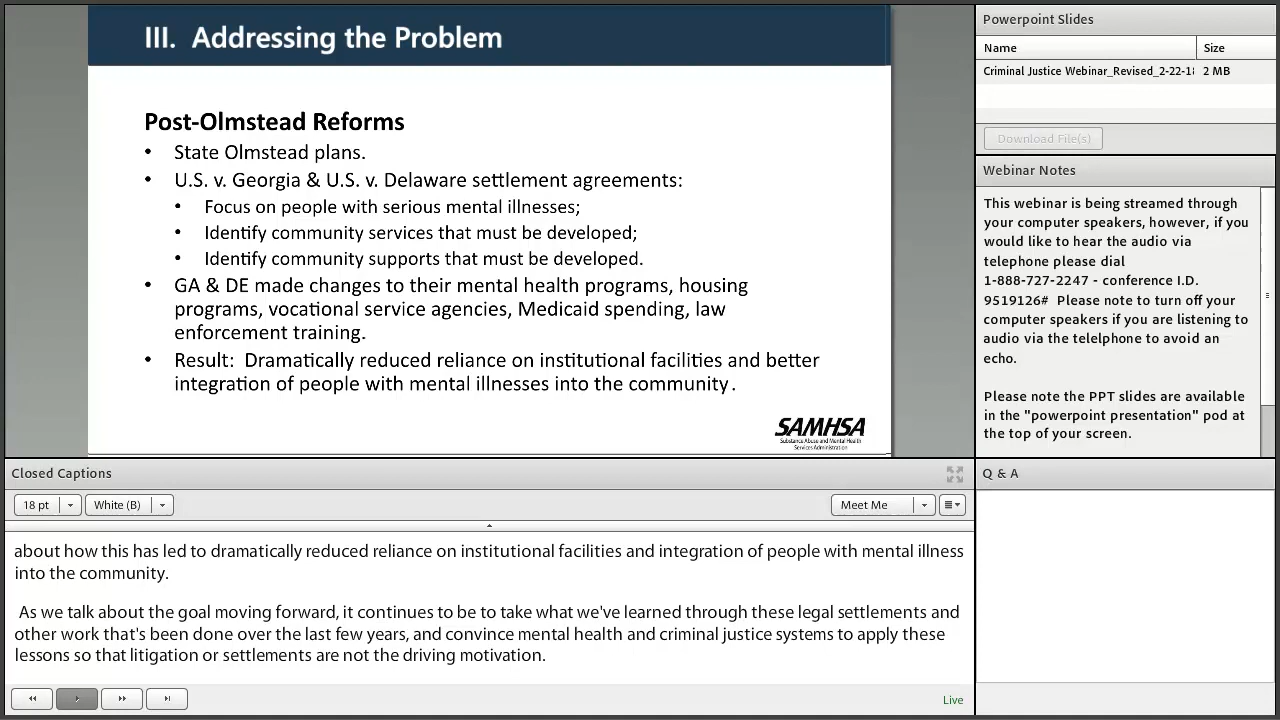 III. Addressing the Problem
Post-Olmstead Reforms
• State Olmstead plans.
• U.S. v. Georgia & U.S. v. Delaware settlement agreements:
• Focus on people with serious mental illnesses;
• Identify community services that must be developed;
• Identify community supports that must be developed.
• GA & DE made changes to their mental health programs, housing
programs, vocational service agencies, Medicaid spending, law
enforcement training.
• Result: Dramatically reduced reliance on institutional facilities and better
integration of people with mental illnesses into the community.
SAMHSA
Substance Abuse and Mental Health
Services Administration
Powerpoint Slides
Name Size
Criminal Justice Webinar_Revised_2-22-1 2 MB
Download File(s)
Webinar Notes
This webinar is being streamed through
your computer speakers, however, if you
would like to hear the audio via
telephone please dial
1-888-727-2247 - conference I.D.
9519126# Please note to turn off your
computer speakers if you are listening to
audio via the telelphone to avoid an
echo.
Please note the PPT slides are available
in the "powerpoint presentation" pod at
the top of your screen.
Closed Captions
18 pt White (B) Meet Me
about how this has led to dramatically reduced reliance on institutional facilities and integration of people with mental illness
into the community.
As we talk about the goal moving forward, it continues to be to take what we've learned through these legal settlements and
other work that's been done over the last few years, and convince mental health and criminal justice systems to apply these
lessons so that litigation or settlements are not the driving motivation.
Live
Q & A